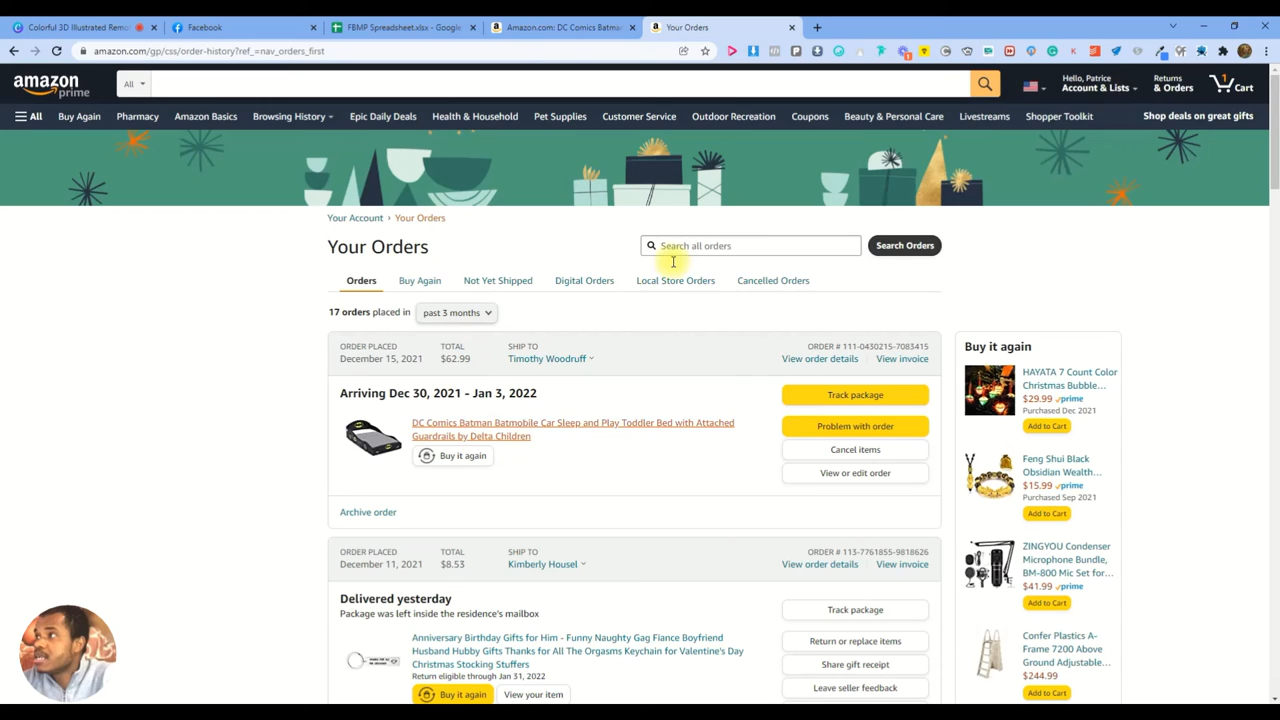 Colorful 3D Illustrated Remo
Facebook
FBMP Spreadsheet.xlsx - Google
Amazon.com: DC Comics Batma
Your Orders
amazon.com/gp/css/order-history?ref_=nav_orders_first
amazon prime
All
Hello, Patrice
Account & Lists
Returns
& Orders
1
Cart
All
Buy Again
Pharmacy
Amazon Basics
Browsing History
Epic Daily Deals
Health & Household
Pet Supplies
Customer Service
Outdoor Recreation
Coupons
Beauty & Personal Care
Livestreams
Shopper Toolkit
Shop deals on great gifts
Your Account › Your Orders
Your Orders
Search all orders
Search Orders
Orders
Buy Again
Not Yet Shipped
Digital Orders
Local Store Orders
Cancelled Orders
17 orders placed in
past 3 months
ORDER PLACED
December 15, 2021
TOTAL
$62.99
SHIP TO
Timothy Woodruff
ORDER # 111-0430215-7083415
View order details
View invoice
Arriving Dec 30, 2021 - Jan 3, 2022
DC Comics Batman Batmobile Car Sleep and Play Toddler Bed with Attached
Guardrails by Delta Children
Buy it again
Track package
Problem with order
Cancel items
View or edit order
Archive order
ORDER PLACED
December 11, 2021
TOTAL
$8.53
SHIP TO
Kimberly Housel
ORDER # 113-7761855-9818626
View order details
View invoice
Delivered yesterday
Package was left inside the residence's mailbox
Anniversary Birthday Gifts for Him - Funny Naughty Gag Fiance Boyfriend
Husband Hubby Gifts Thanks for All The Orgasms Keychain for Valentine's Day
Christmas Stocking Stuffers
Return eligible through Jan 31, 2022
Buy it again
View your item
Track package
Return or replace items
Share gift receipt
Leave seller feedback
Buy it again
HAYATA 7 Count Color
Christmas Bubble...
$29.99 prime
Purchased Dec 2021
Add to Cart
Feng Shui Black
Obsidian Wealth...
$15.99 prime
Purchased Sep 2021
Add to Cart
ZINGYOU Condenser
Microphone Bundle,
BM-800 Mic Set for...
$41.99 prime
Add to Cart
Confer Plastics A-
Frame 7200 Above
Ground Adjustable...
$244.99
Add to Cart